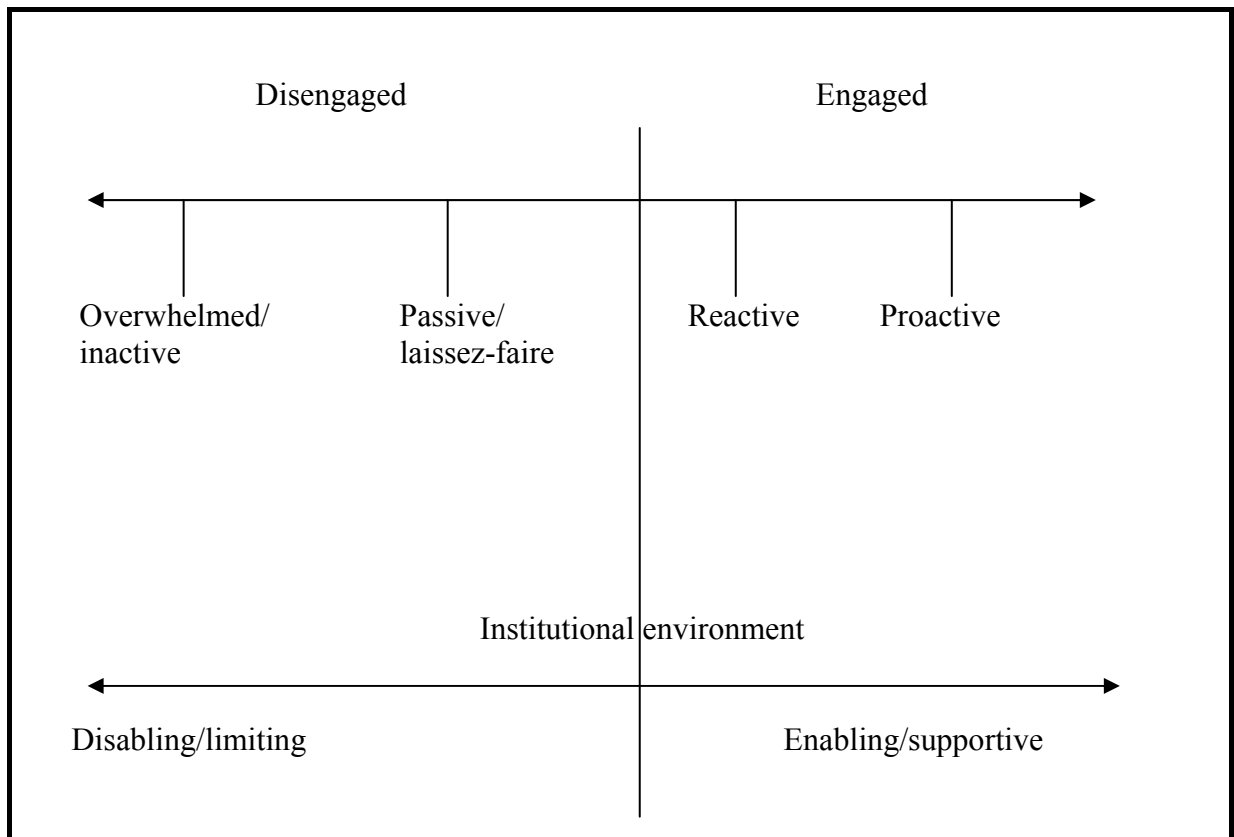 Disengaged Engaged
Overwhelmed/ Passive/ Reactive Proactive
inactive laissez-faire
Institutional environment
Disabling/limiting Enabling/supportive